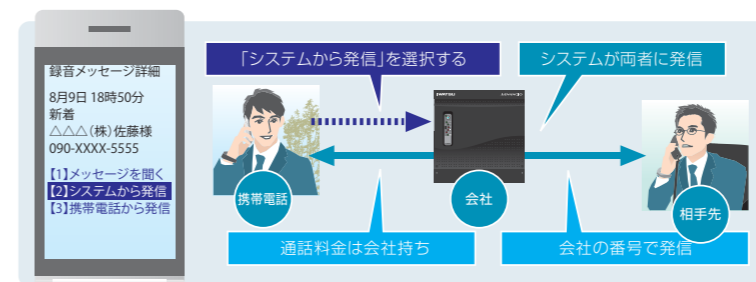 録音メッセージ詳細
8月9日 18時50分
新着
△△△(株)佐藤様
090-XXXX-5555
【1】メッセージを聞く
【2】システムから発信
【3】携帯電話から発信
「システムから発信」を選択する
システムが両者に発信
携帯電話
会社
相手先
通話料金は会社持ち
会社の番号で発信